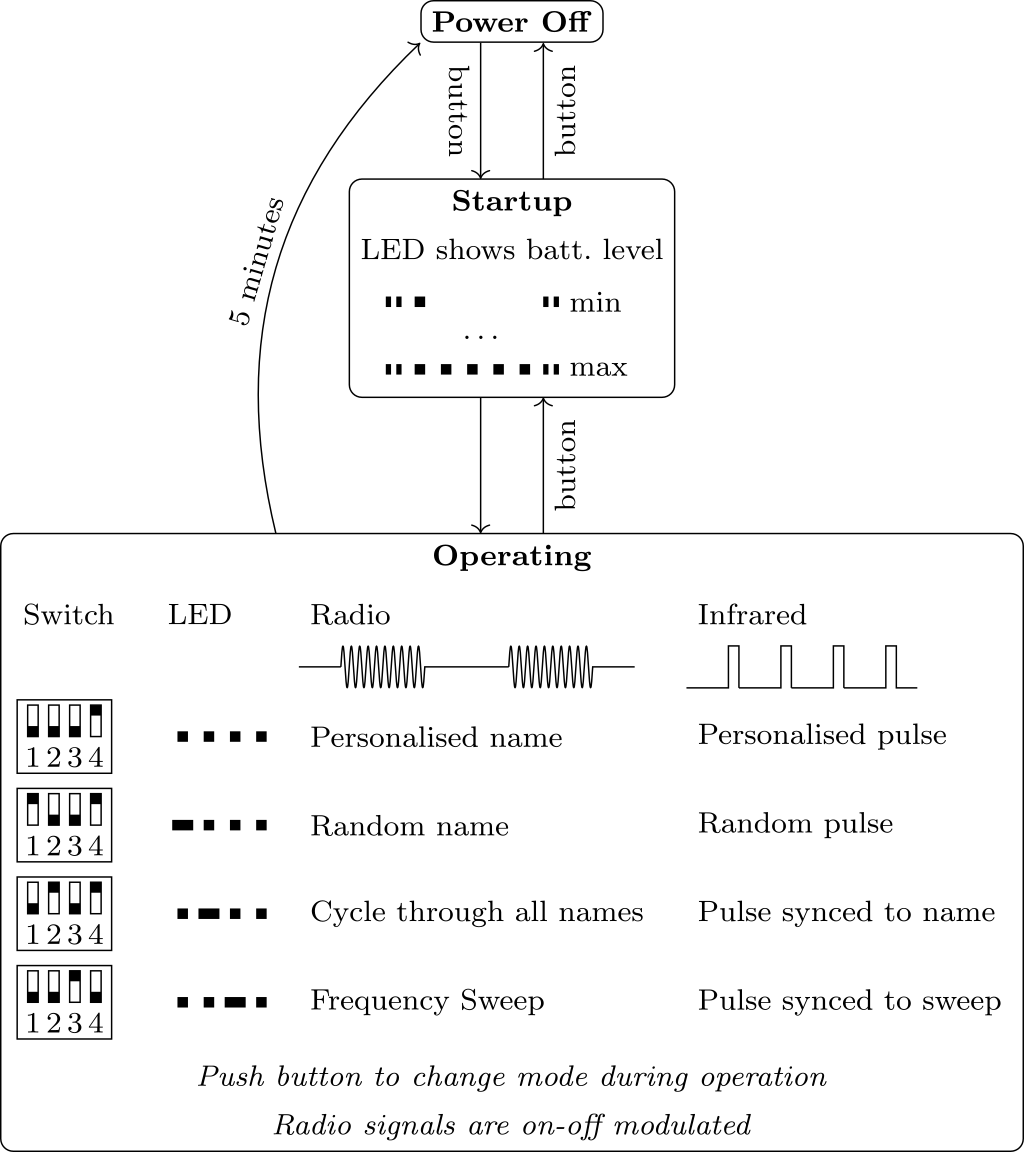 Power Off
button
button
5 minutes
Startup
LED shows batt. level
min
...
max
button
Operating
Switch LED Radio Infrared
1 2 3 4 Personalised name Personalised pulse
1 2 3 4 Random name Random pulse
1 2 3 4 Cycle through all names Pulse synced to name
1 2 3 4 Frequency Sweep Pulse synced to sweep
Push button to change mode during operation
Radio signals are on-off modulated